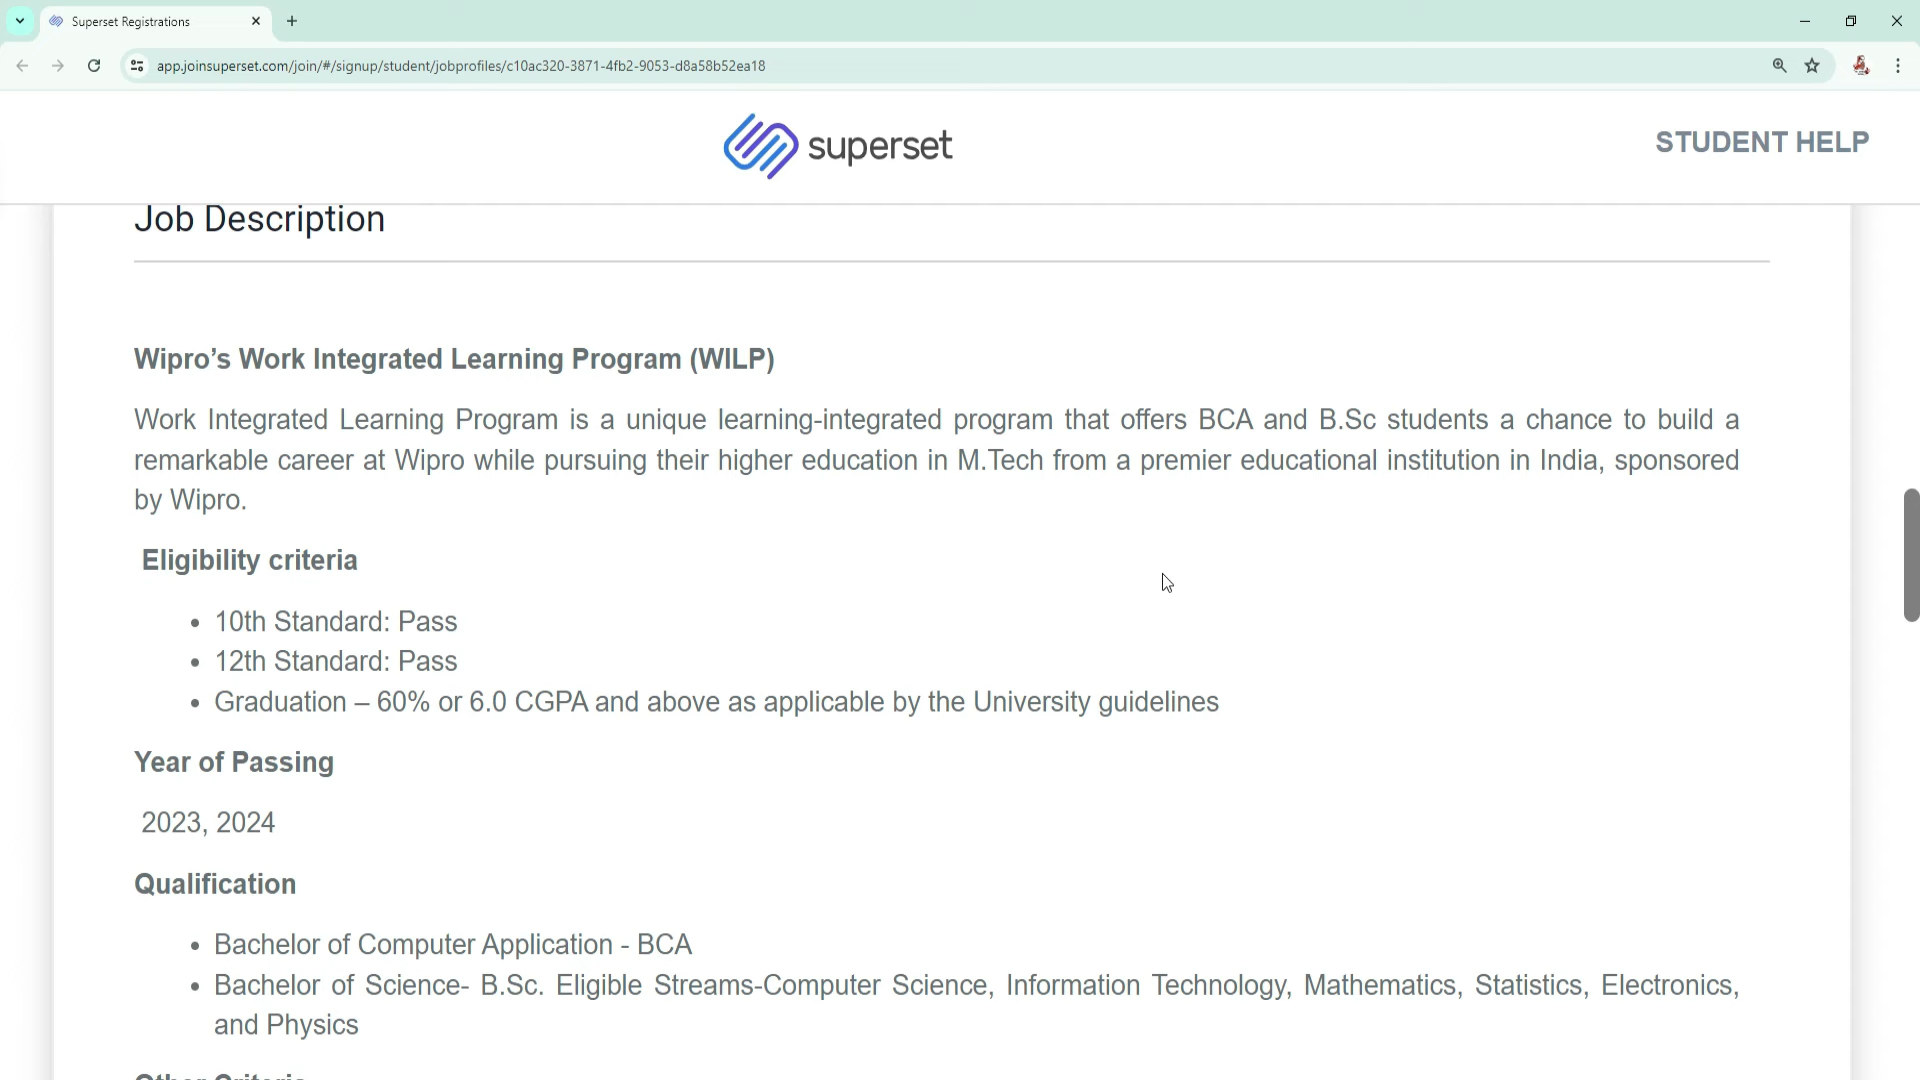 Superset Registrations
app.joinsuperset.com/join/#/signup/student/jobprofiles/c10ac320-3871-4fb2-9053-d8a58b52ea18
superset
STUDENT HELP
Job Description
Wipro’s Work Integrated Learning Program (WILP)
Work Integrated Learning Program is a unique learning-integrated program that offers BCA and B.Sc students a chance to build a
remarkable career at Wipro while pursuing their higher education in M.Tech from a premier educational institution in India, sponsored
by Wipro.
Eligibility criteria
• 10th Standard: Pass
• 12th Standard: Pass
• Graduation – 60% or 6.0 CGPA and above as applicable by the University guidelines
Year of Passing
2023, 2024
Qualification
• Bachelor of Computer Application - BCA
• Bachelor of Science- B.Sc. Eligible Streams-Computer Science, Information Technology, Mathematics, Statistics, Electronics,
and Physics
Other Criteria